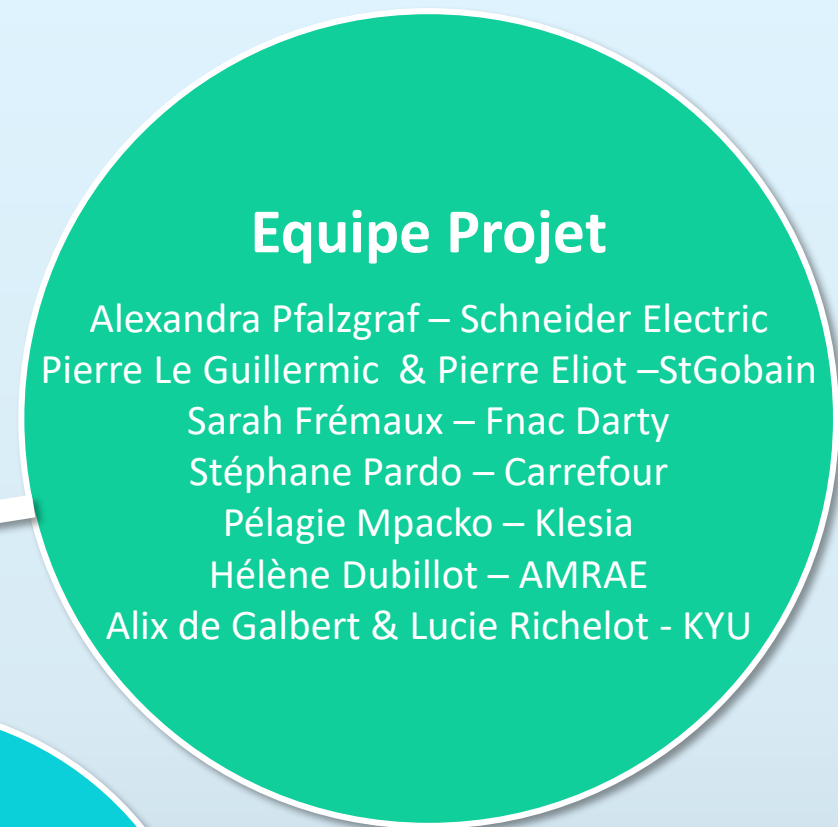 Equipe Projet
Alexandra Pfalzgraf – Schneider Electric
Pierre Le Guillermic & Pierre Eliot –StGobain
Sarah Frémaux – Fnac Darty
Stéphane Pardo – Carrefour
Pélagie Mpacko – Klesia
Hélène Dubillot – AMRAE
Alix de Galbert & Lucie Richelot - KYU